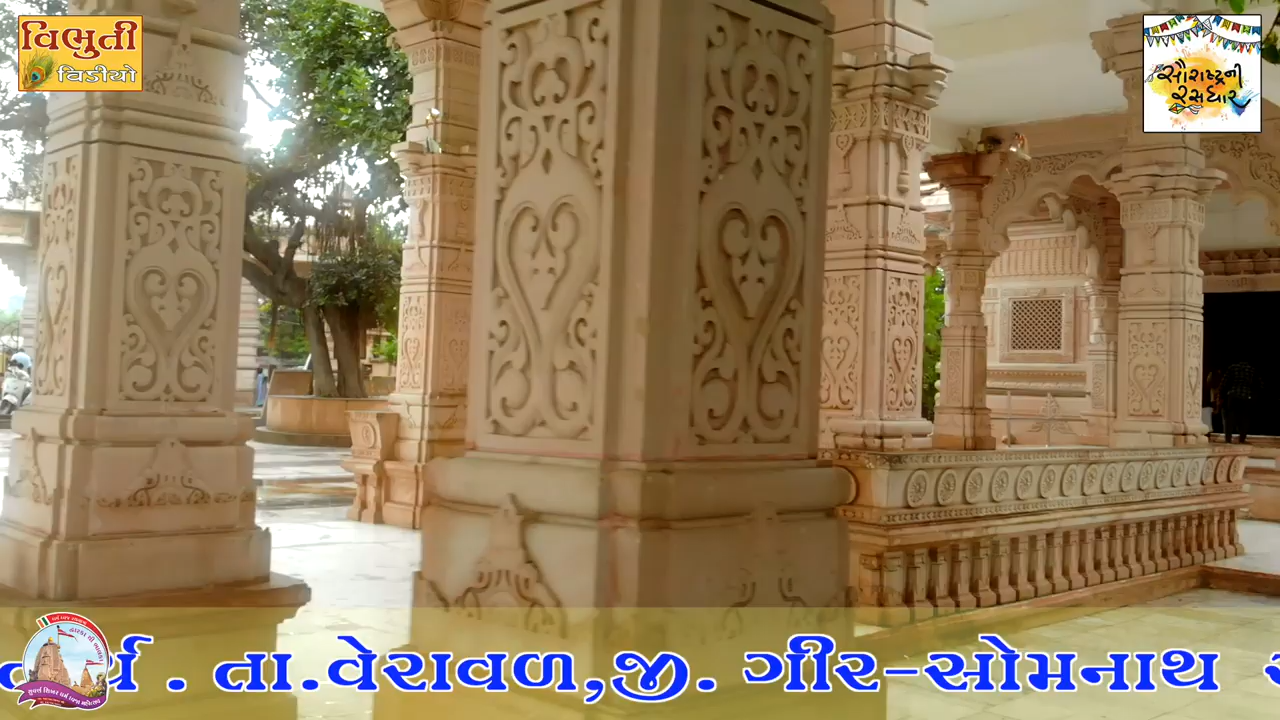 વિભુતી
વિડીયો
સૌરાષ્ટ્રની
રસધાર
તા.વેરાવળ,જી. ગીર-સોમનાથ